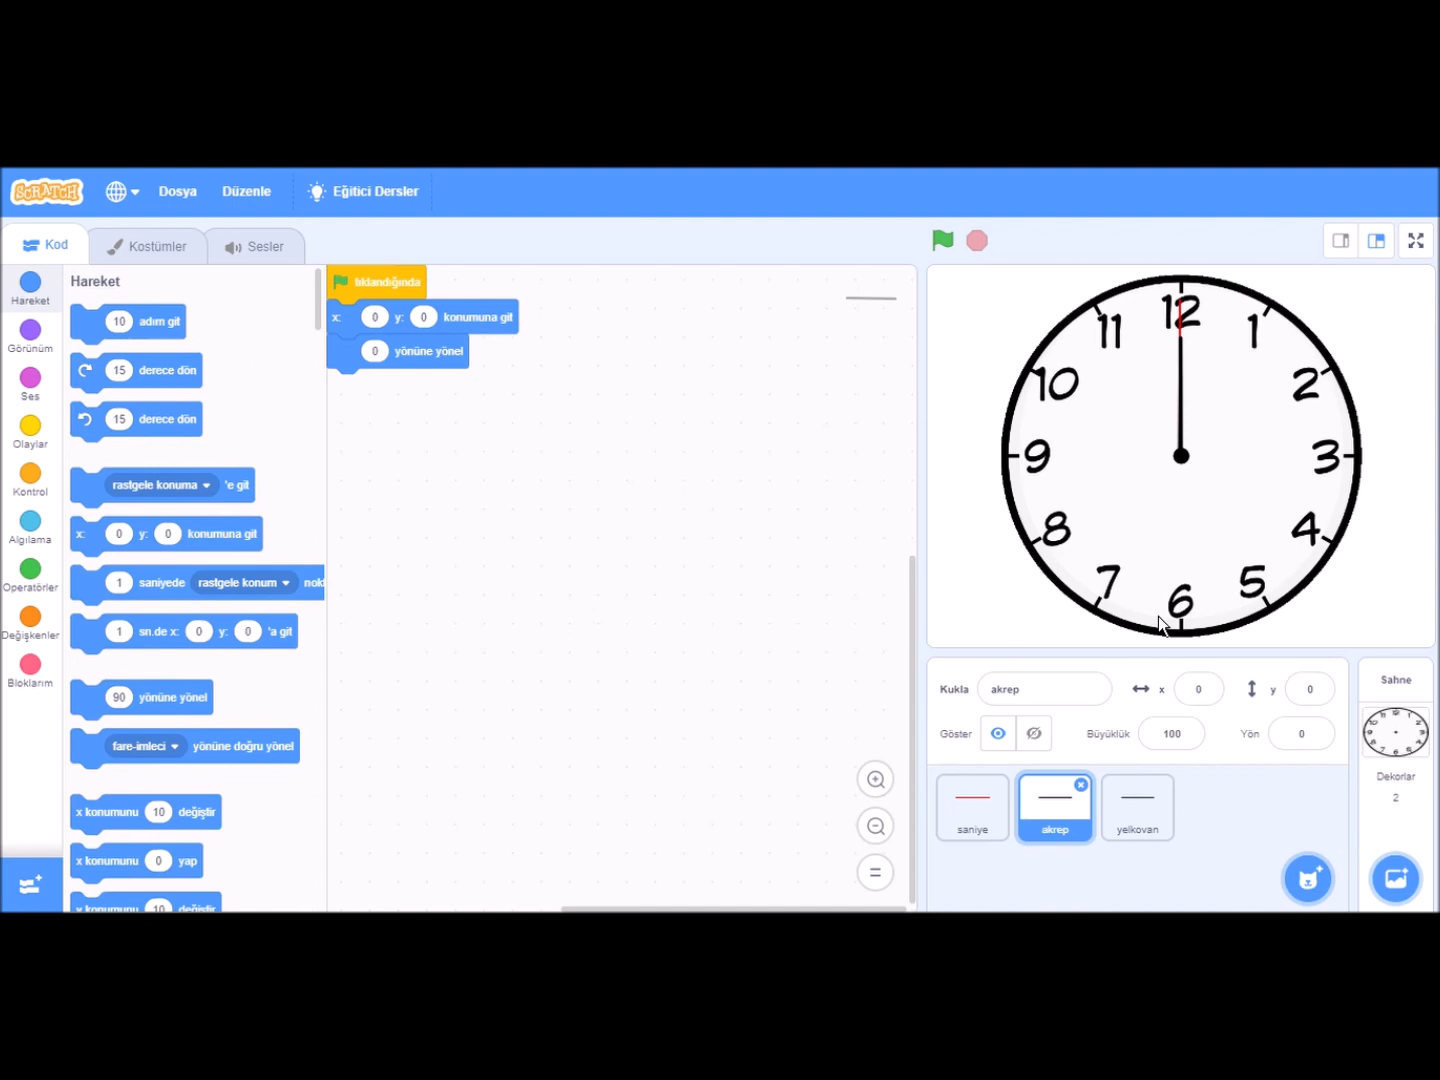 SCRATCH
Dosya
Düzenle
Eğitici Dersler
Kod
Kostümler
Sesler
Hareket
Görünüm
Ses
Olaylar
Kontrol
Algılama
Operatörler
Değişkenler
Bloklarım
Hareket
10 adım git
15 derece dön
15 derece dön
rastgele konuma 'e git
x: 0 y: 0 konumuna git
1 saniyede rastgele konum nokt
1 sn.de x: 0 y: 0 'a git
90 yönüne yönel
fare-imleci yönüne doğru yönel
x konumunu 10 değiştir
x konumunu 0 yap
y konumunu 10 değiştir
tıklandığında
x: 0 y: 0 konumuna git
0 yönüne yönel
12
11 1
10 2
9 3
8 4
7 5
6
Kukla akrep x 0 y 0
Göster Büyüklük 100 Yön 0
saniye
akrep
yelkovan
Sahne
Dekorlar
2